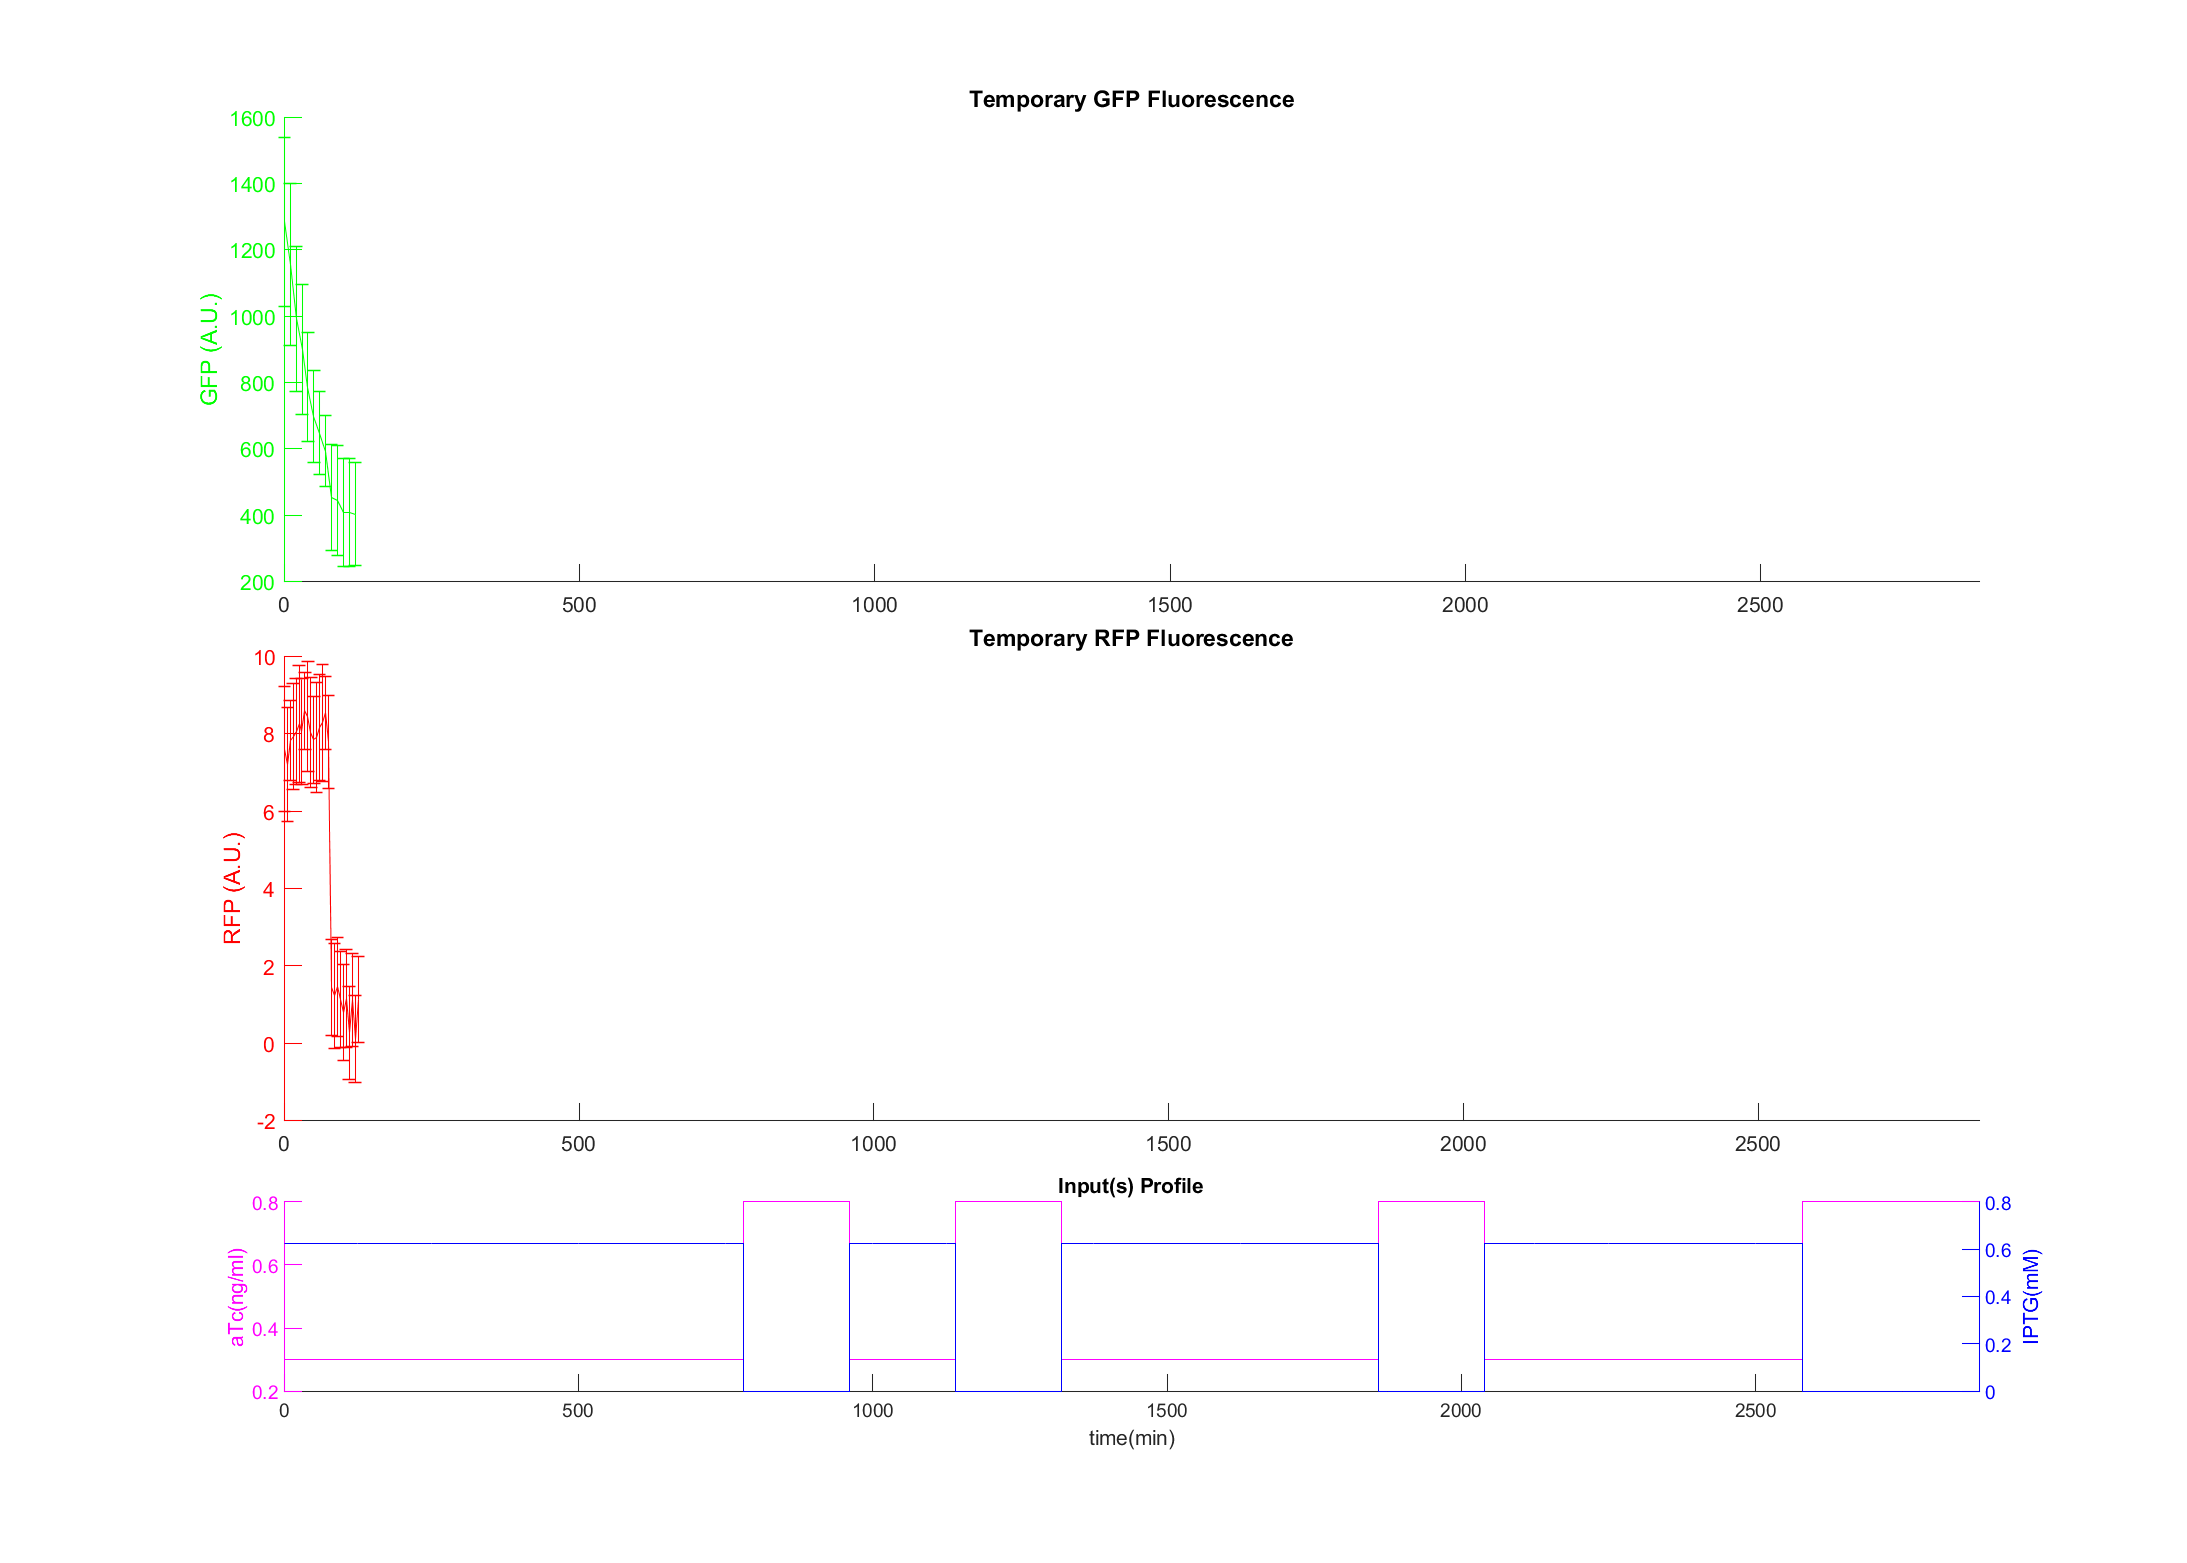 Temporary GFP Fluorescence
1600
1400
1200
1000
800
600
400
200
GFP (A.U.)
0 500 1000 1500 2000 2500
Temporary RFP Fluorescence
10
8
6
4
2
0
-2
RFP (A.U.)
0 500 1000 1500 2000 2500
Input(s) Profile
0.8
0.6
0.4
0.2
aTc(ng/ml)
0.8
0.6
0.4
0.2
0
IPTG(mM)
0 500 1000 1500 2000 2500
time(min)